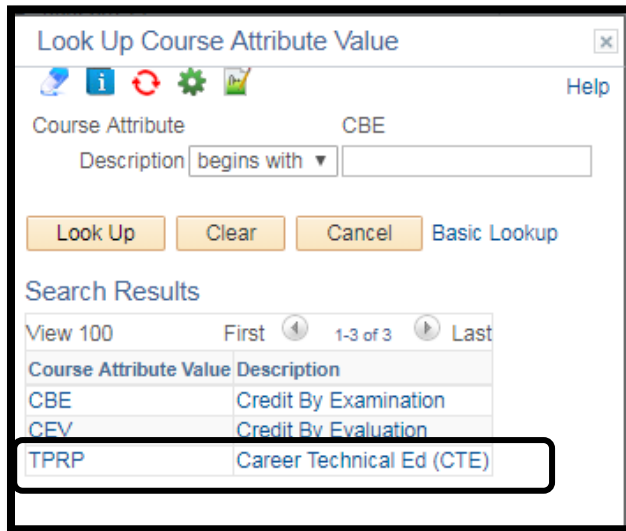 Look Up Course Attribute Value
Help
Course Attribute CBE
Description begins with
Look Up Clear Cancel Basic Lookup
Search Results
View 100 First 1-3 of 3 Last
Course Attribute Value Description
CBE Credit By Examination
CEV Credit By Evaluation
TPRP Career Technical Ed (CTE)